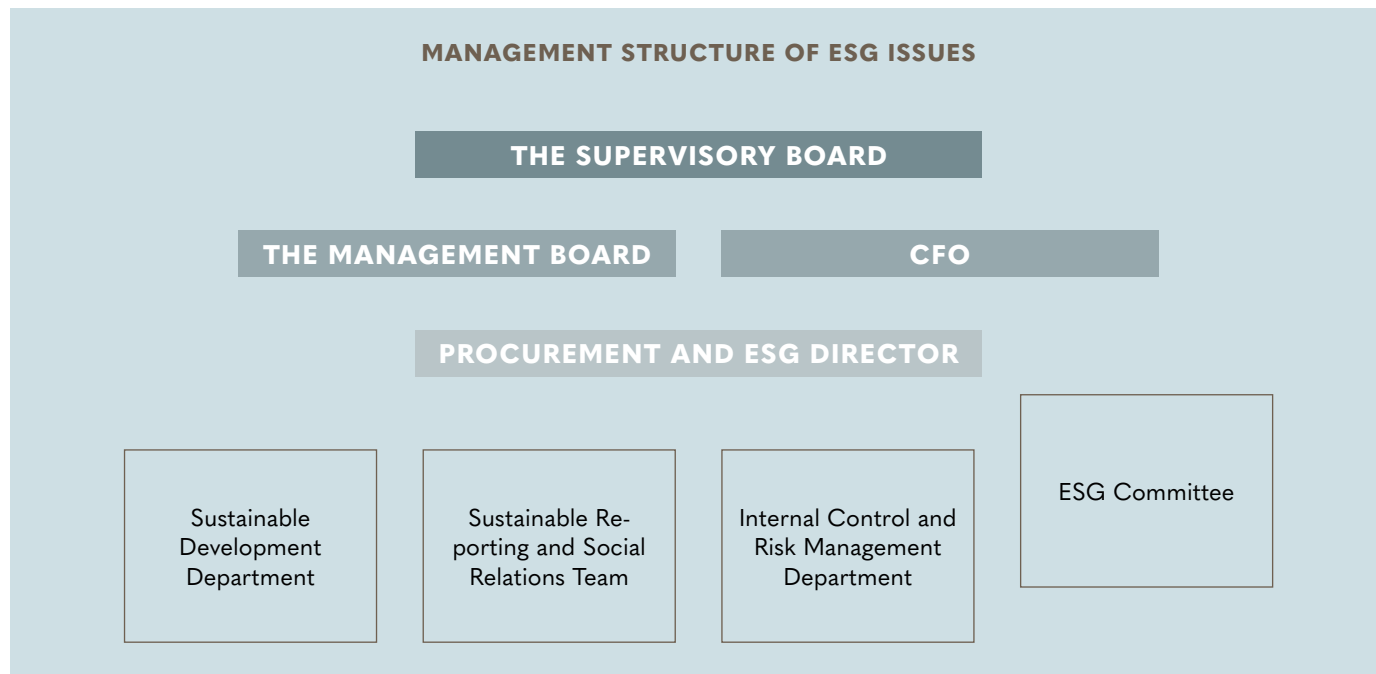 MANAGEMENT STRUCTURE OF ESG ISSUES
THE SUPERVISORY BOARD
THE MANAGEMENT BOARD
CFO
PROCUREMENT AND ESG DIRECTOR
Sustainable
Development
Department
Sustainable Re-
porting and Social
Relations Team
Internal Control and
Risk Management
Department
ESG Committee